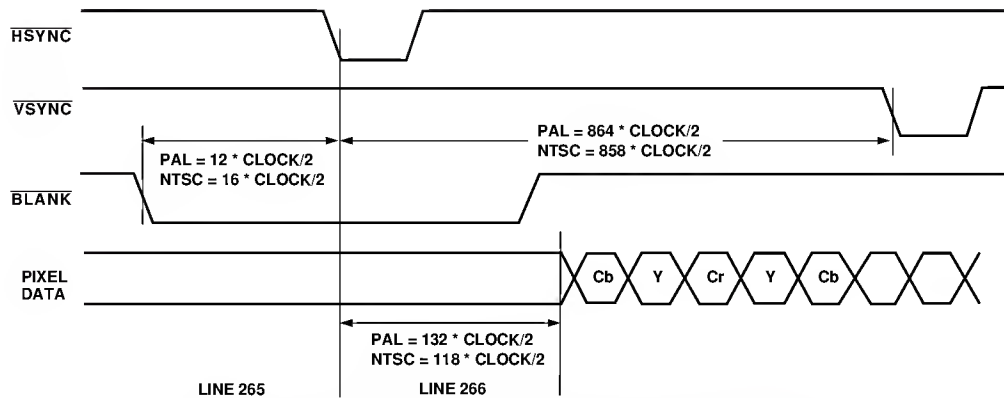 HSYNC
VSYNC
PAL = 864 * CLOCK/2
NTSC = 858 * CLOCK/2
PAL = 12 * CLOCK/2
NTSC = 16 * CLOCK/2
BLANK
PIXEL
DATA
Cb Y Cr Y Cb
PAL = 132 * CLOCK/2
NTSC = 118 * CLOCK/2
LINE 265 LINE 266